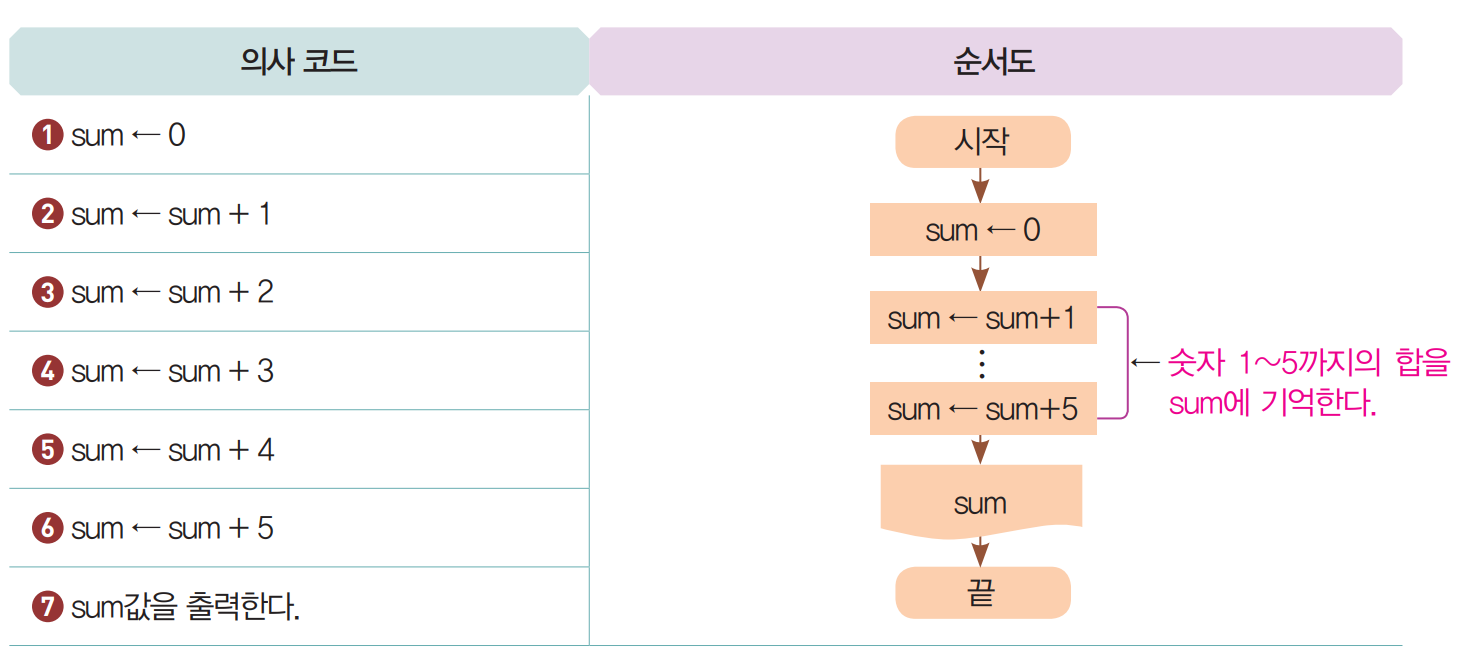 의사 코드
순서도
❶ sum ← 0
❷ sum ← sum + 1
❸ sum ← sum + 2
❹ sum ← sum + 3
❺ sum ← sum + 4
❻ sum ← sum + 5
❼ sum값을 출력한다.
시작
sum ← 0
sum ← sum+1
⋮
sum ← sum+5
← 숫자 1~5까지의 합을
sum에 기억한다.
sum
끝